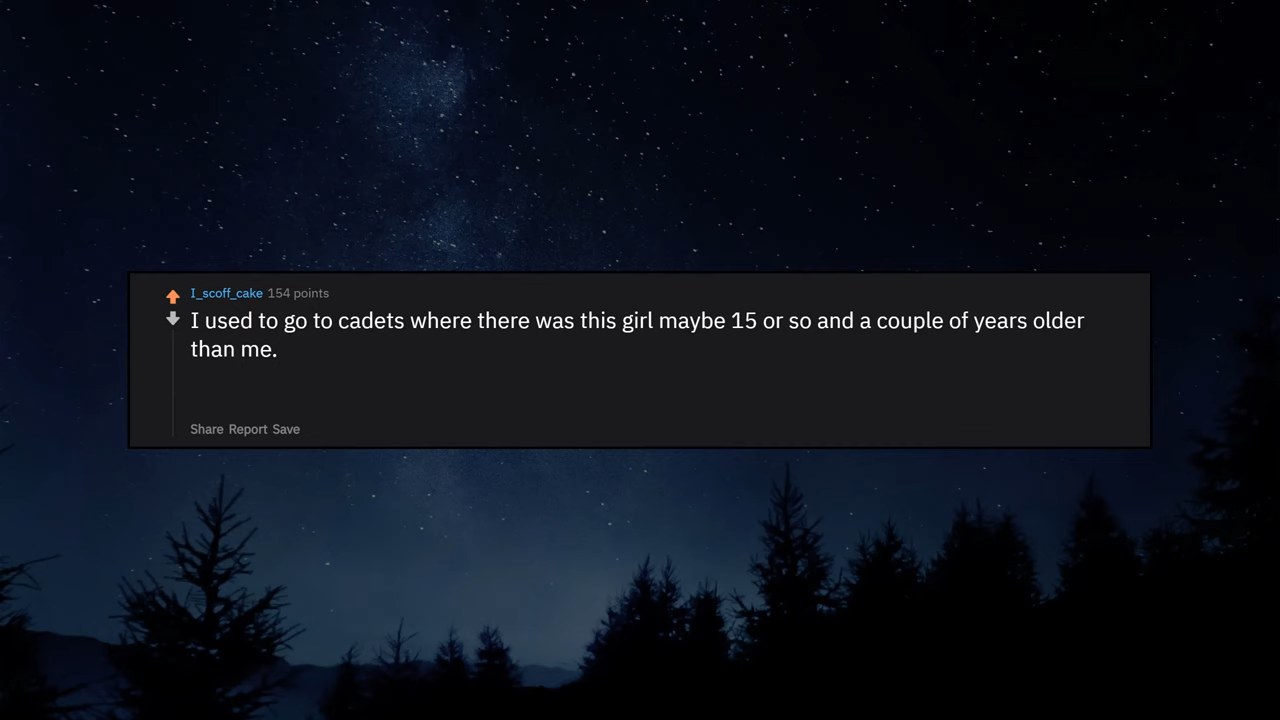 I_scoff_cake 154 points
I used to go to cadets where there was this girl maybe 15 or so and a couple of years older
than me.
Share Report Save